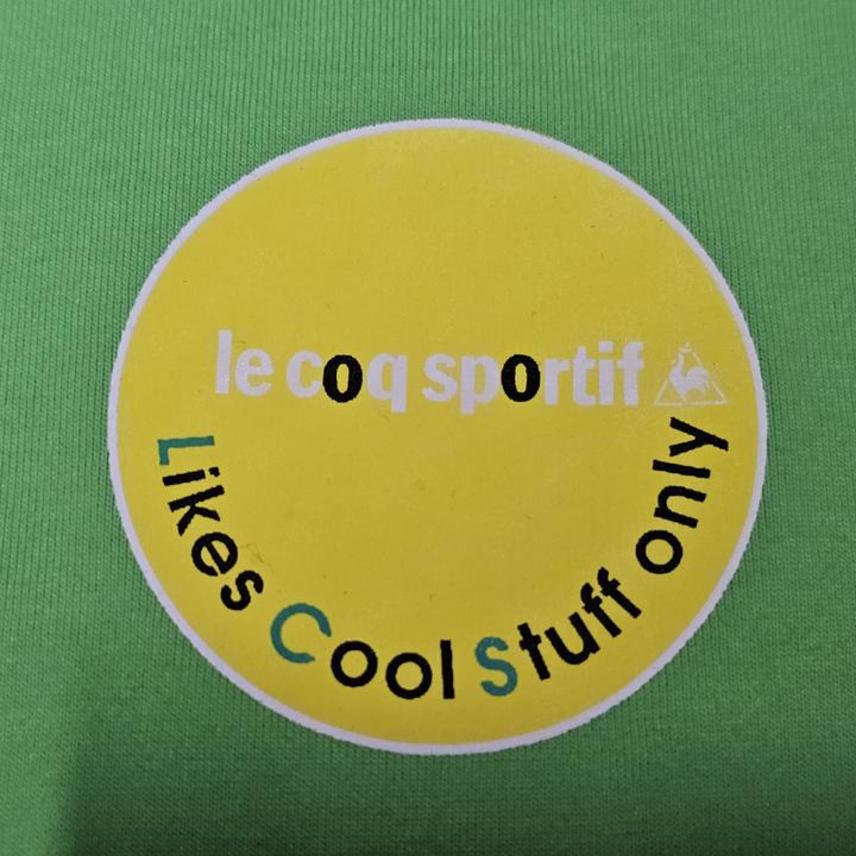 le coq sportif
Likes Cool Stuff only